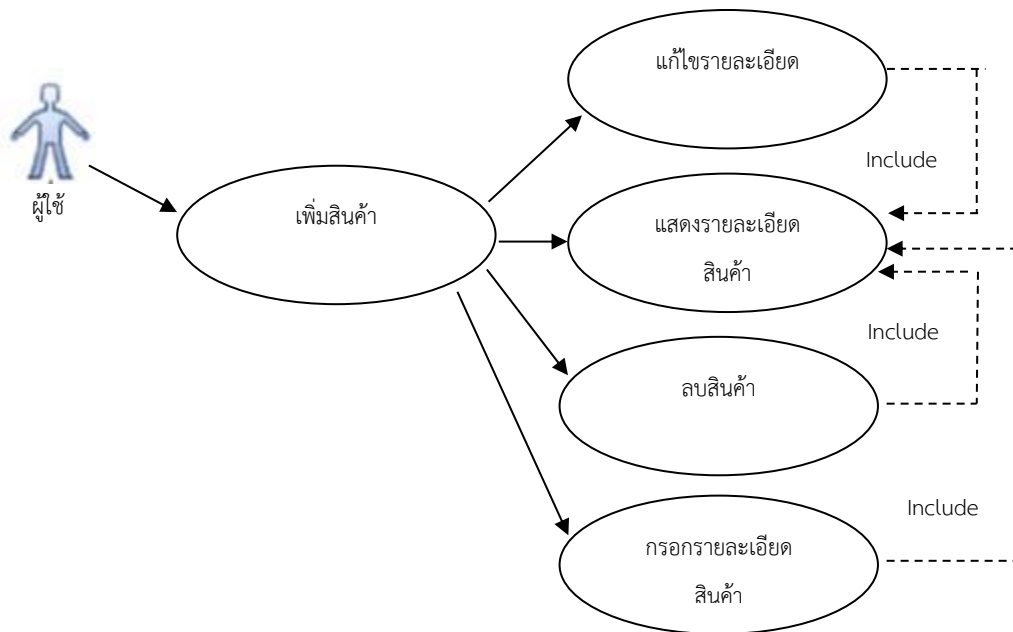 แก้ไขรายละเอียด
Include
ผู้ใช้
เพิ่มสินค้า
แสดงรายละเอียด
สินค้า
Include
ลบสินค้า
Include
กรอกรายละเอียด
สินค้า